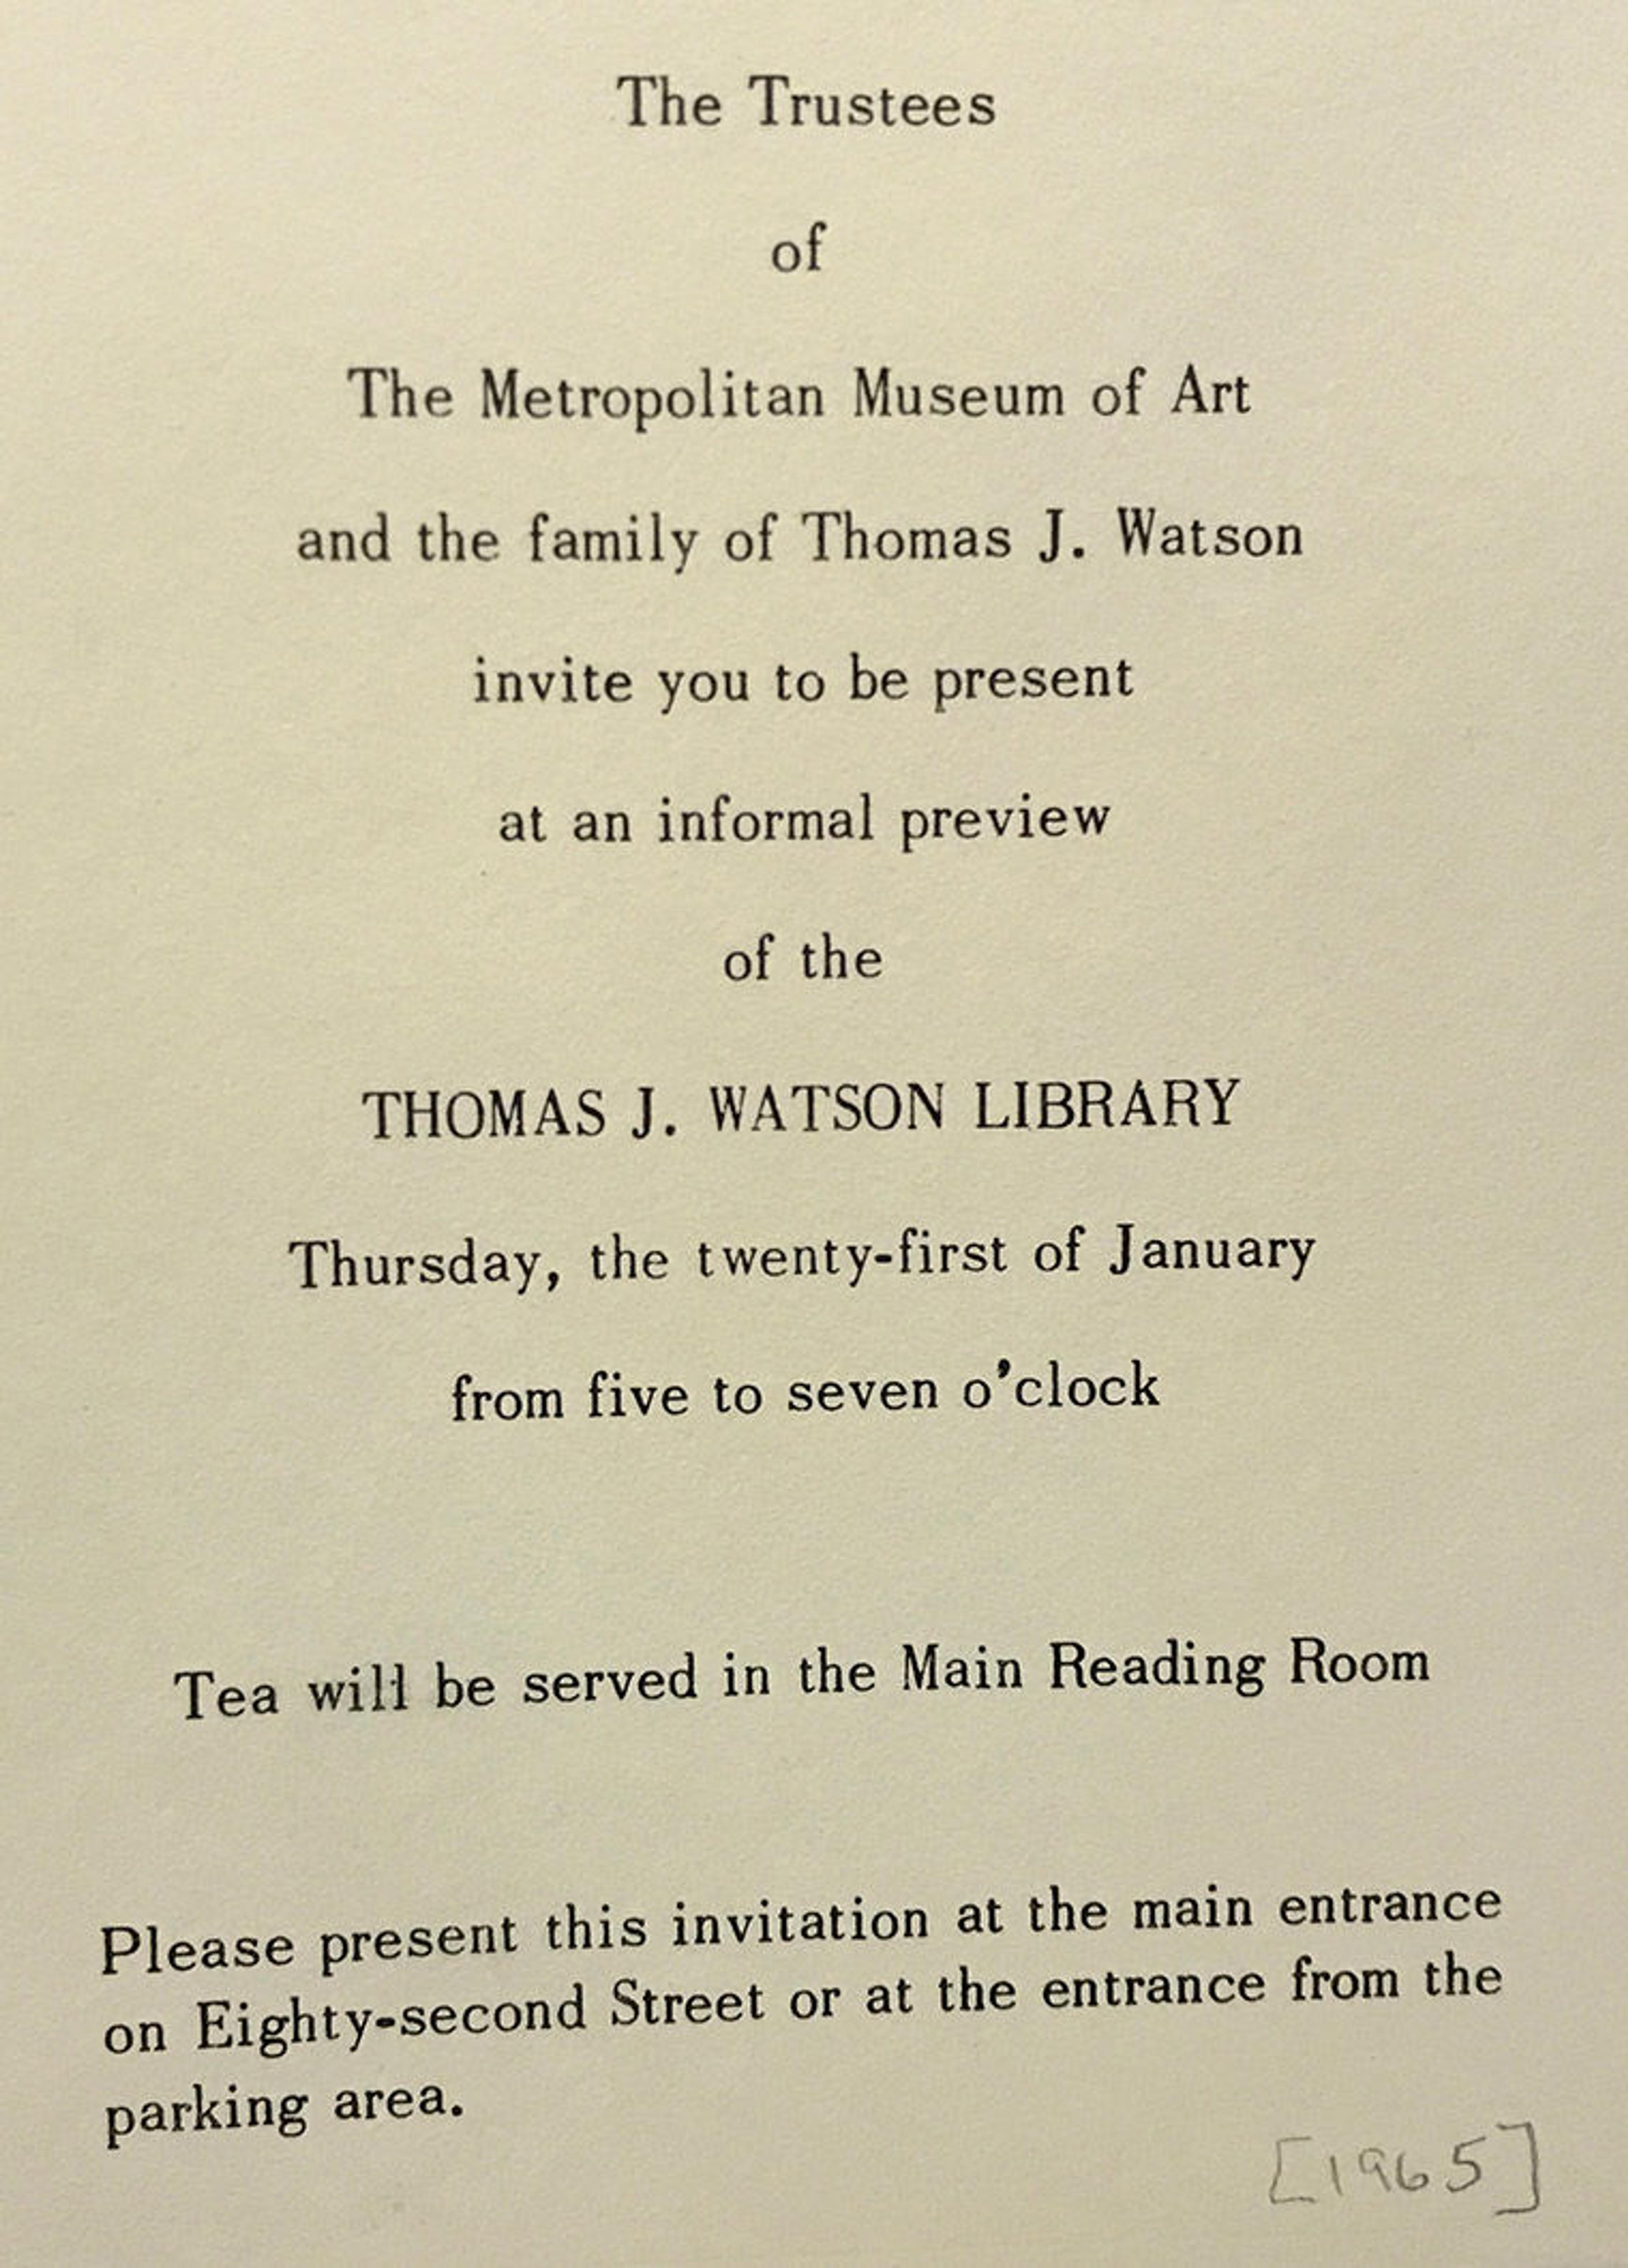 The Trustees
of
The Metropolitan Museum of Art
and the family of Thomas J. Watson
invite you to be present
at an informal preview
of the
THOMAS J. WATSON LIBRARY
Thursday, the twenty-first of January
from five to seven o'clock
Tea will be served in the Main Reading Room
Please present this invitation at the main entrance
on Eighty-second Street or at the entrance from the
parking area.
[1965]